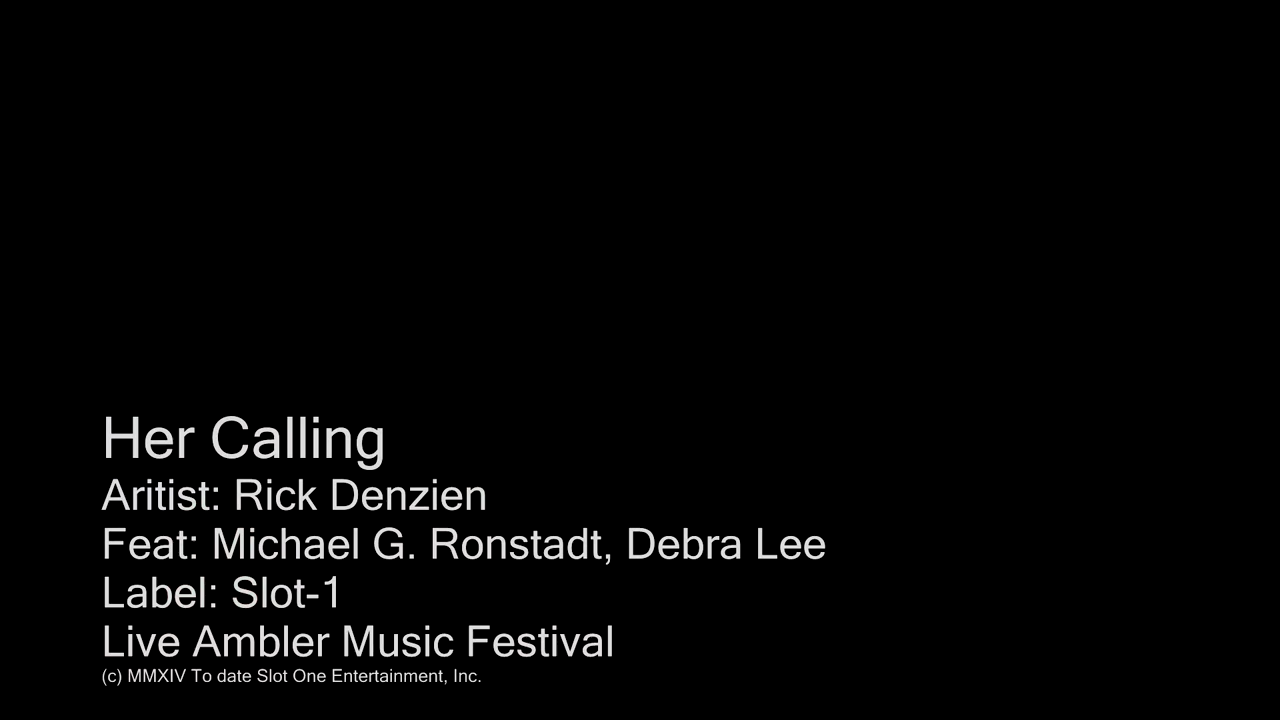 Her Calling
Aritist: Rick Denzien
Feat: Michael G. Ronstadt, Debra Lee
Label: Slot-1
Live Ambler Music Festival
(c) MMXIV To date Slot One Entertainment, Inc.